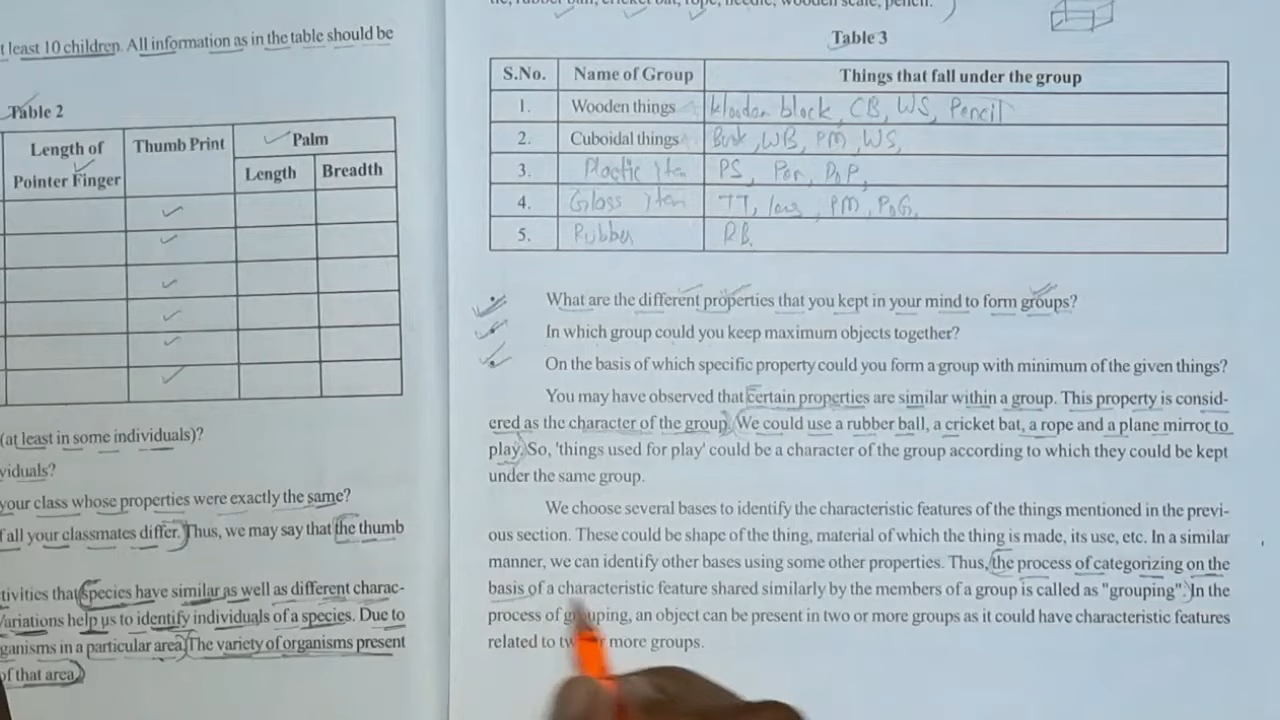 t least 10 children. All information as in the table should be
Table 2
Length of Pointer Finger Thumb Print Palm
Length Breadth
(at least in some individuals)?
viduals?
your class whose properties were exactly the same?
f all your classmates differ. Thus, we may say that the thumb
tivities that species have similar as well as different charac-
variations help us to identify individuals of a species. Due to
ganisms in a particular area. The variety of organisms present
of that area.
rope, needle, wooden scale, pencil.
Table 3
S.No. Name of Group Things that fall under the group
1. Wooden things block, CB, WS, Pencil
2. Cuboidal things WB, PM, WS,
3. PS, Pen,
4. Glass TT, PM,
5. Rubber RB.
What are the different properties that you kept in your mind to form groups?
In which group could you keep maximum objects together?
On the basis of which specific property could you form a group with minimum of the given things?
You may have observed that certain properties are similar within a group. This property is consid-
ered as the character of the group. We could use a rubber ball, a cricket bat, a rope and a plane mirror to
play. So, 'things used for play' could be a character of the group according to which they could be kept
under the same group.
We choose several bases to identify the characteristic features of the things mentioned in the previ-
ous section. These could be shape of the thing, material of which the thing is made, its use, etc. In a similar
manner, we can identify other bases using some other properties. Thus, the process of categorizing on the
basis of a characteristic feature shared similarly by the members of a group is called as "grouping". In the
process of grouping, an object can be present in two or more groups as it could have characteristic features
related to two or more groups.